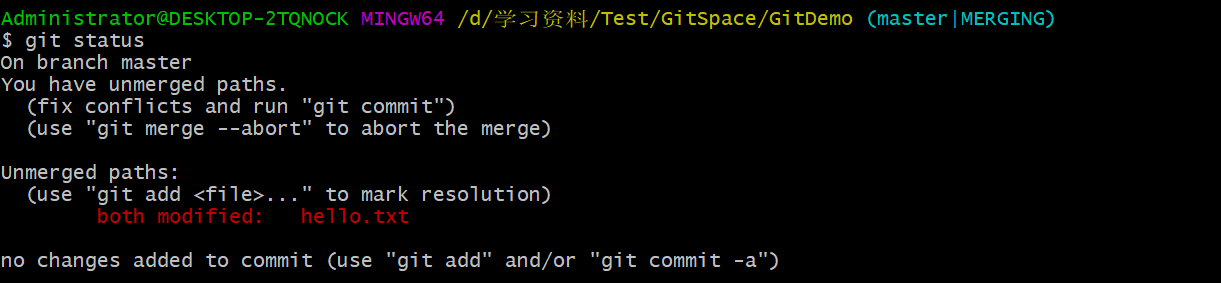 Administrator@DESKTOP-2TQNOCK MINGW64 /d/学习资料/Test/GitSpace/GitDemo (master|MERGING)
$ git status
On branch master
You have unmerged paths.
  (fix conflicts and run "git commit")
  (use "git merge --abort" to abort the merge)
Unmerged paths:
  (use "git add <file>..." to mark resolution)
        both modified:   hello.txt
no changes added to commit (use "git add" and/or "git commit -a")